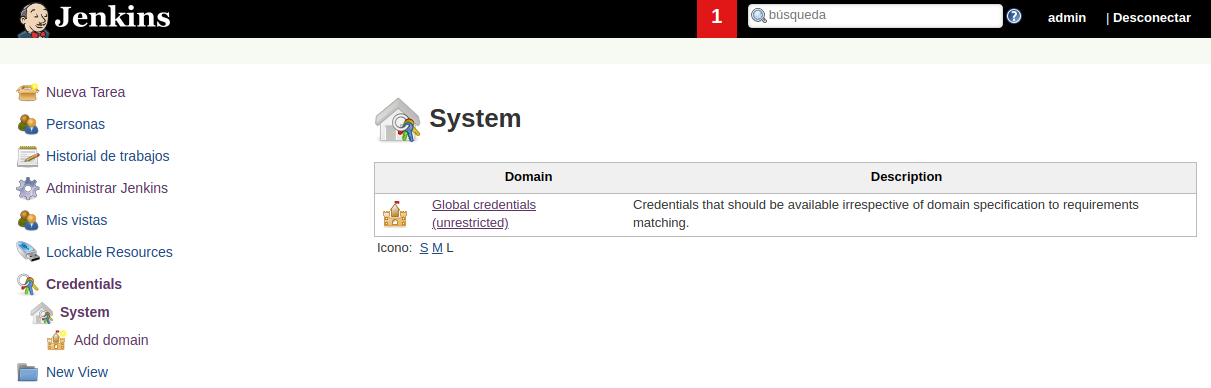 Jenkins
1
búsqueda
?
admin
| Desconectar
Nueva Tarea
Personas
Historial de trabajos
Administrar Jenkins
Mis vistas
Lockable Resources
Credentials
System
Add domain
New View
System
Domain
Description
Global credentials
(unrestricted)
Credentials that should be available irrespective of domain specification to requirements
matching.
Icono: S M L